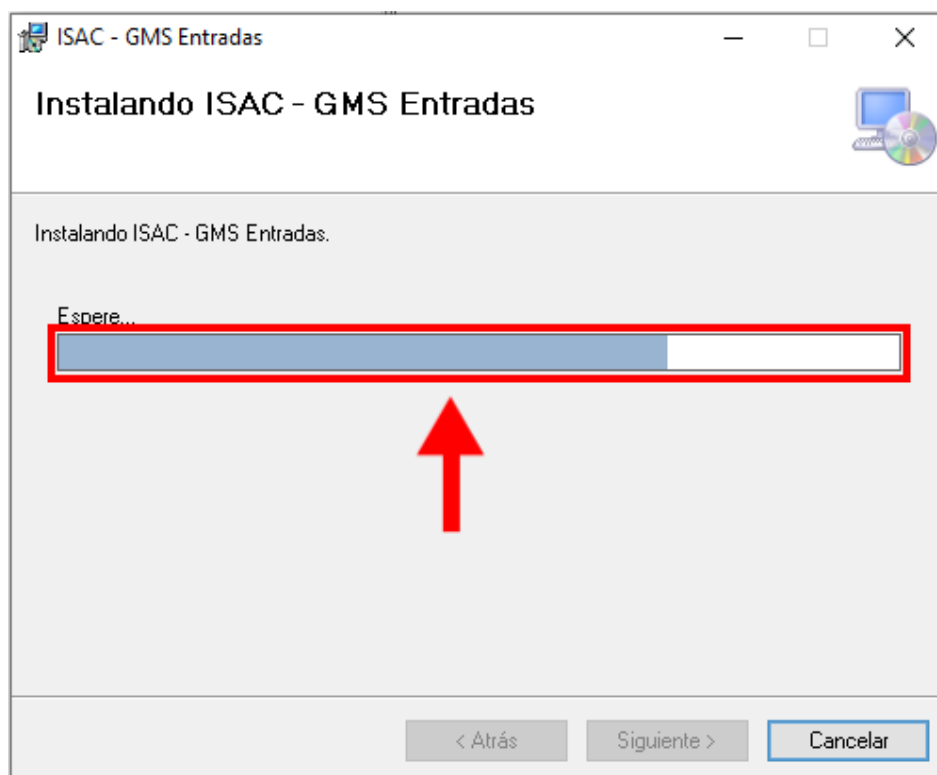 ISAC - GMS Entradas
Instalando ISAC - GMS Entradas
Instalando ISAC - GMS Entradas.
Espere...
< Atrás
Siguiente >
Cancelar